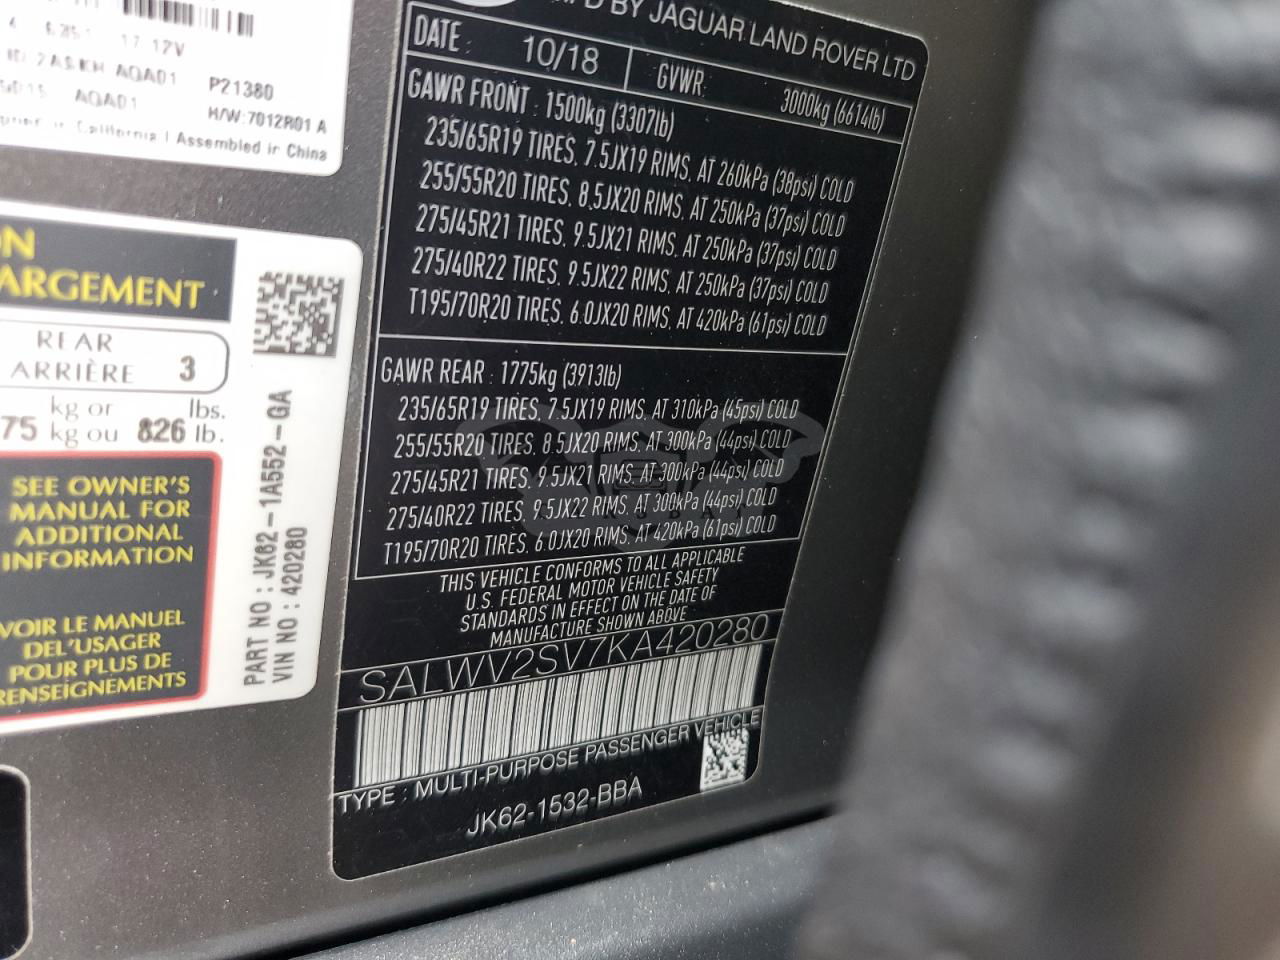 17 12V
AQA01
P21380
AQA01
H/W:7012R01 A
in California | Assembled in China
ON
ARGEMENT
REAR
ARRIÈRE 3
kg or lbs.
75 kg ou 826 lb.
SEE OWNER'S
MANUAL FOR
ADDITIONAL
INFORMATION
VOIR LE MANUEL
DEL'USAGER
POUR PLUS DE
RENSEIGNEMENTS
PART NO : JK62-1A552-GA
VIN NO : 420280
BY JAGUAR LAND ROVER LTD
DATE : 10/18 GVWR: 3000kg (6614lb)
GAWR FRONT : 1500kg (3307lb)
235/65R19 TIRES, 7.5JX19 RIMS, AT 260kPa (38psi) COLD
255/55R20 TIRES, 8.5JX20 RIMS, AT 250kPa (37psi) COLD
275/45R21 TIRES, 9.5JX21 RIMS, AT 250kPa (37psi) COLD
275/40R22 TIRES, 9.5JX22 RIMS, AT 250kPa (37psi) COLD
T195/70R20 TIRES, 6.0JX20 RIMS, AT 420kPa (61psi) COLD
GAWR REAR : 1775kg (3913lb)
235/65R19 TIRES, 7.5JX19 RIMS, AT 310kPa (45psi) COLD
255/55R20 TIRES, 8.5JX20 RIMS, AT 300kPa (44psi) COLD
275/45R21 TIRES, 9.5JX21 RIMS, AT 300kPa (44psi) COLD
275/40R22 TIRES, 9.5JX22 RIMS, AT 300kPa (44psi) COLD
T195/70R20 TIRES, 6.0JX20 RIMS, AT 420kPa (61psi) COLD
THIS VEHICLE CONFORMS TO ALL APPLICABLE
U.S. FEDERAL MOTOR VEHICLE SAFETY
STANDARDS IN EFFECT ON THE DATE OF
MANUFACTURE SHOWN ABOVE
SALWV2SV7KA420280
TYPE : MULTI-PURPOSE PASSENGER VEHICLE
JK62-1532-BBA